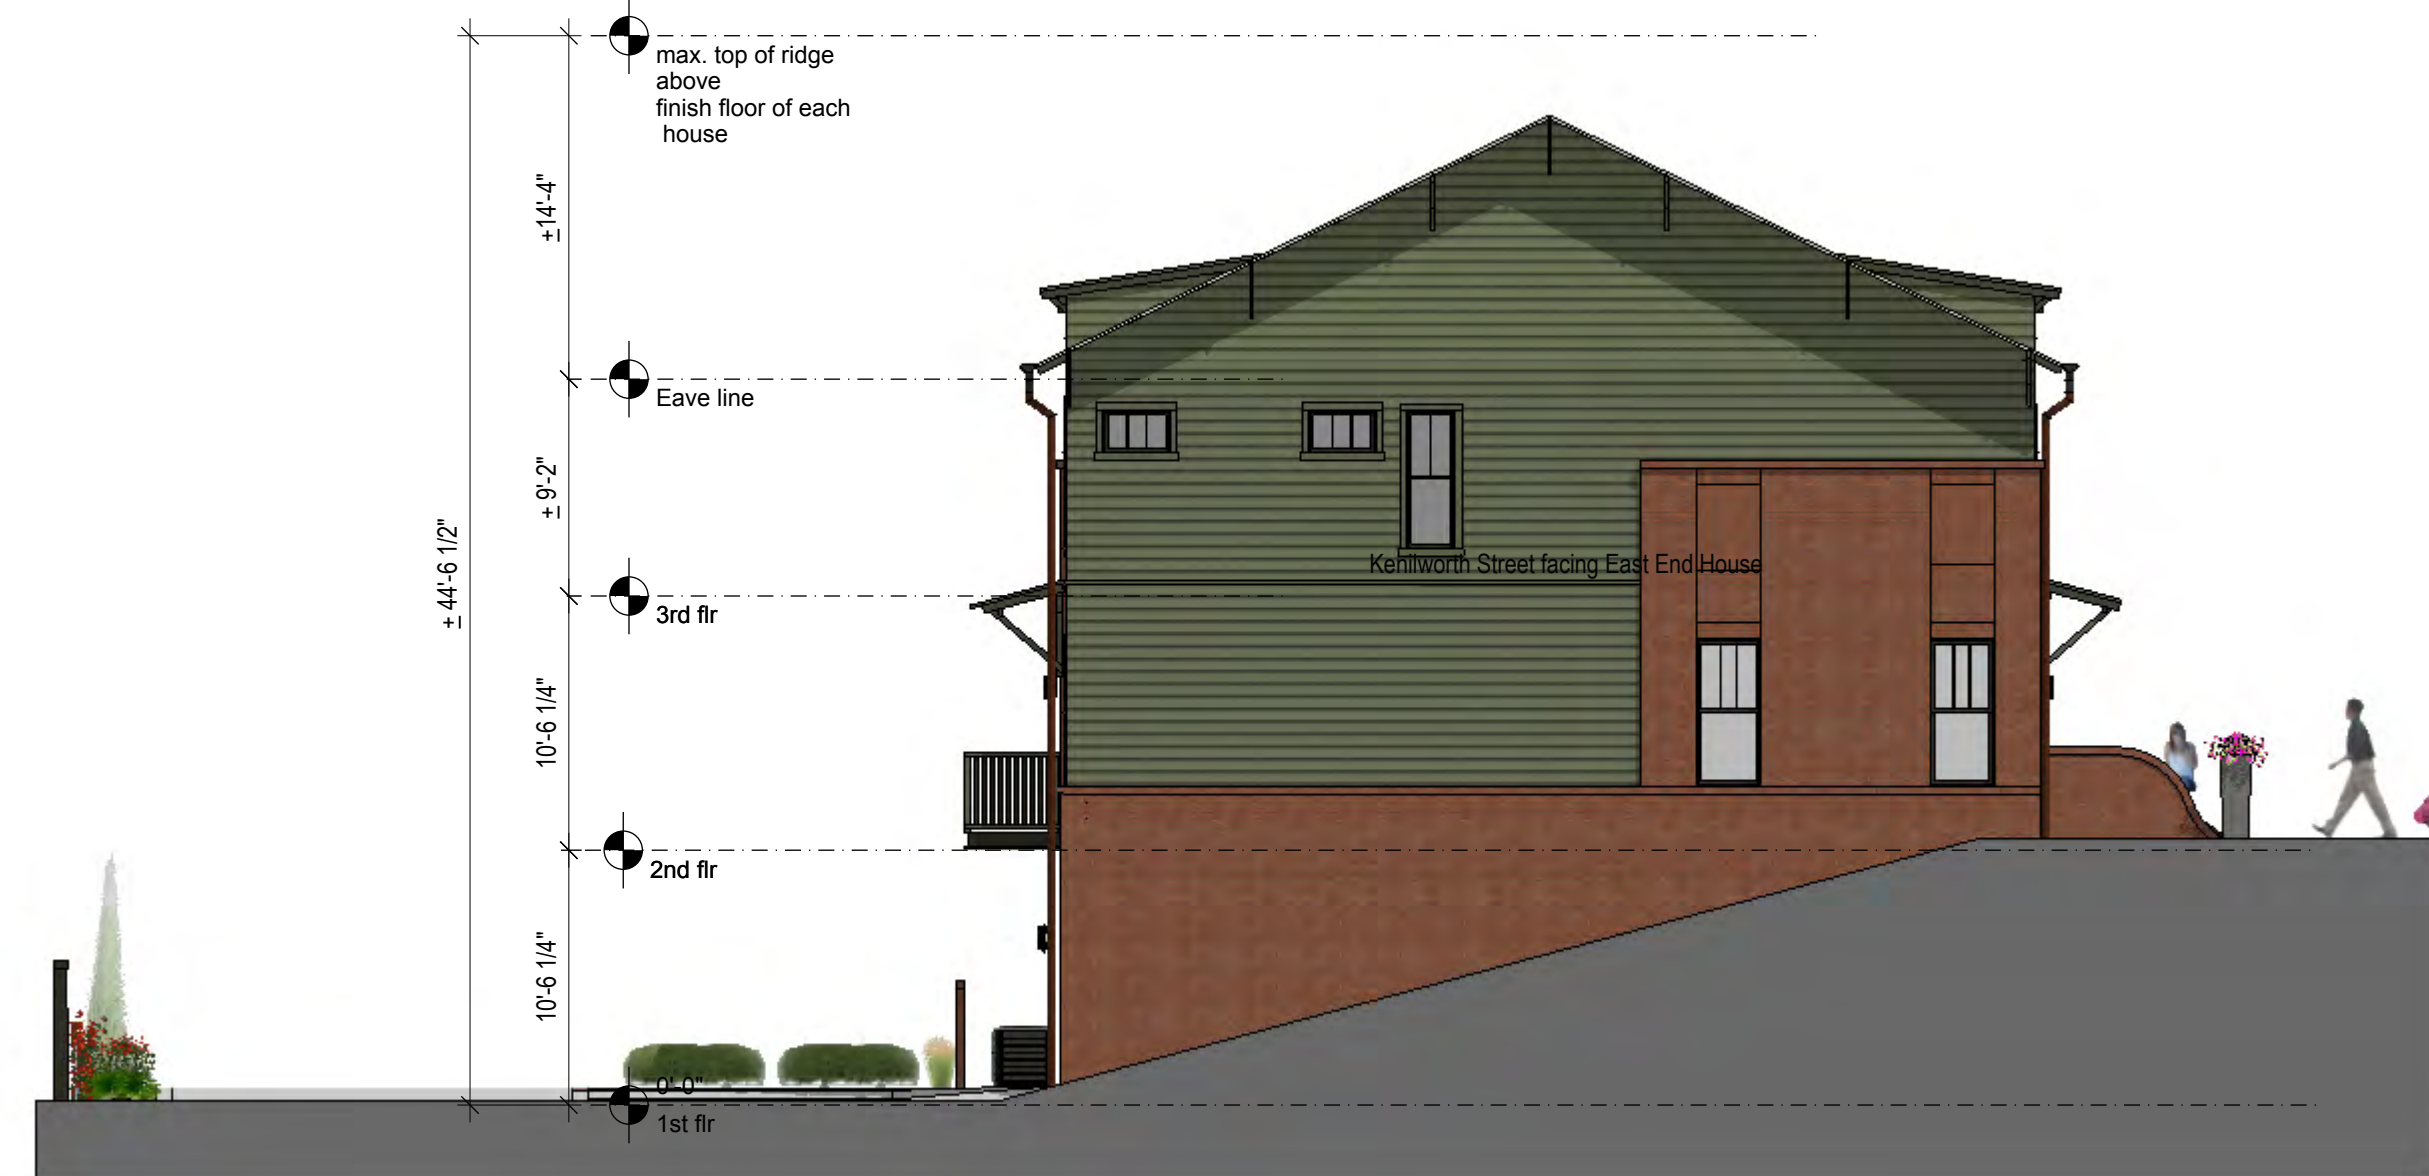 max. top of ridge
above
finish floor of each
house
±14'-4"
Eave line
± 9'-2"
± 44'-6 1/2"
Kenilworth Street facing East End House
3rd flr
10'-6 1/4"
2nd flr
10'-6 1/4"
0'-0"
1st flr